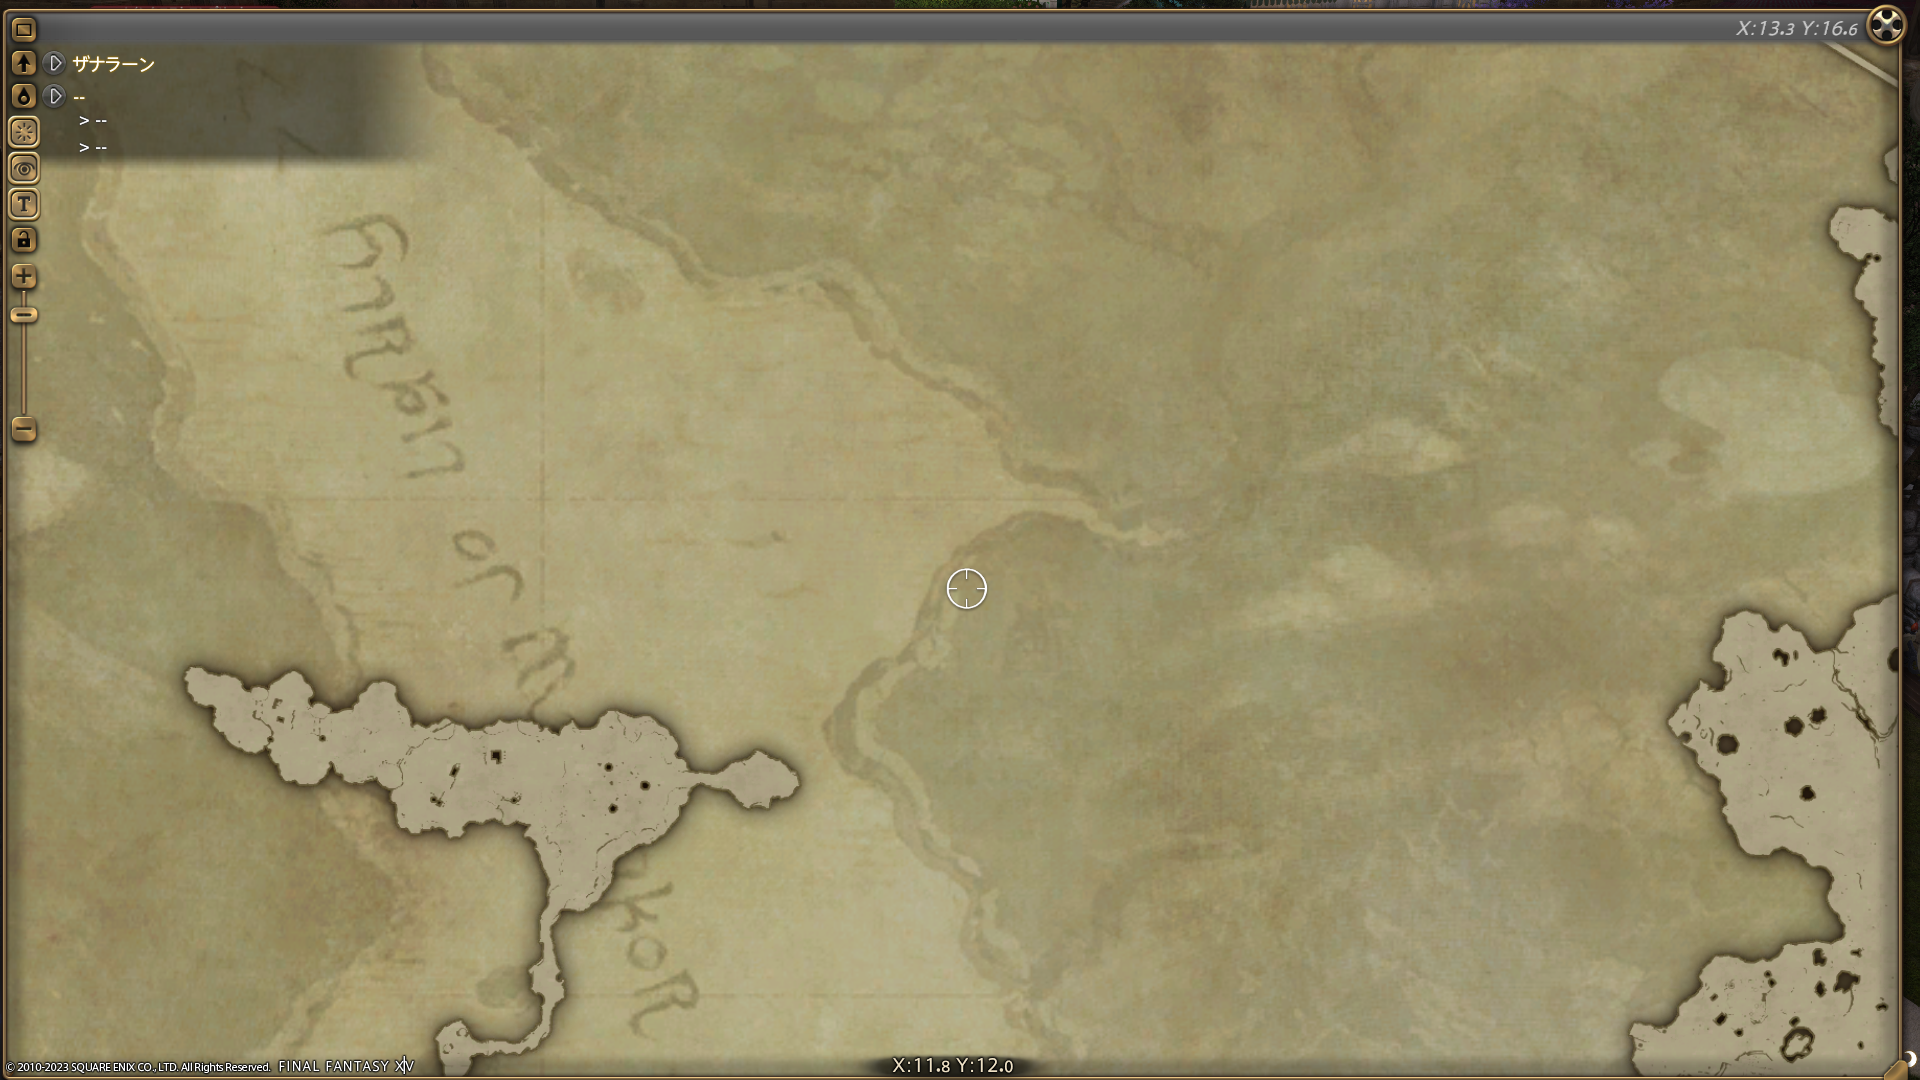 X:13.3 Y:16.6
ザナラーン
--
> --
> --
T
or
© 2010-2023 SQUARE ENIX CO., LTD. All Rights Reserved. FINAL FANTASY XIV
X:11.8 Y:12.0